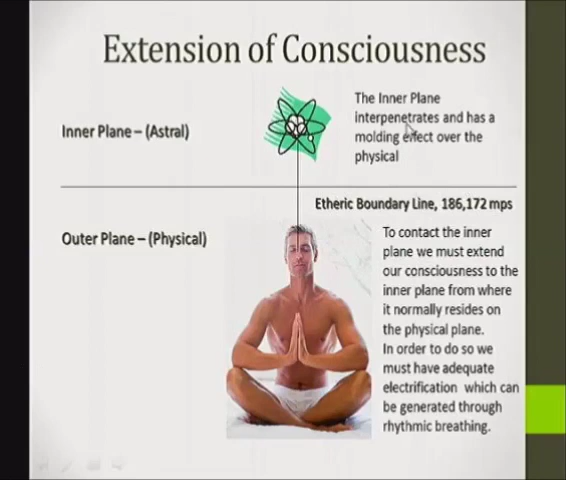 Extension of Consciousness
The Inner Plane
interpenetrates and has a
molding effect over the
physical
Inner Plane – (Astral)
Etheric Boundary Line, 186,172 mps
Outer Plane – (Physical)
To contact the inner
plane we must extend
our consciousness to the
inner plane from where
it normally resides on
the physical plane.
In order to do so we
must have adequate
electrification which can
be generated through
rhythmic breathing.